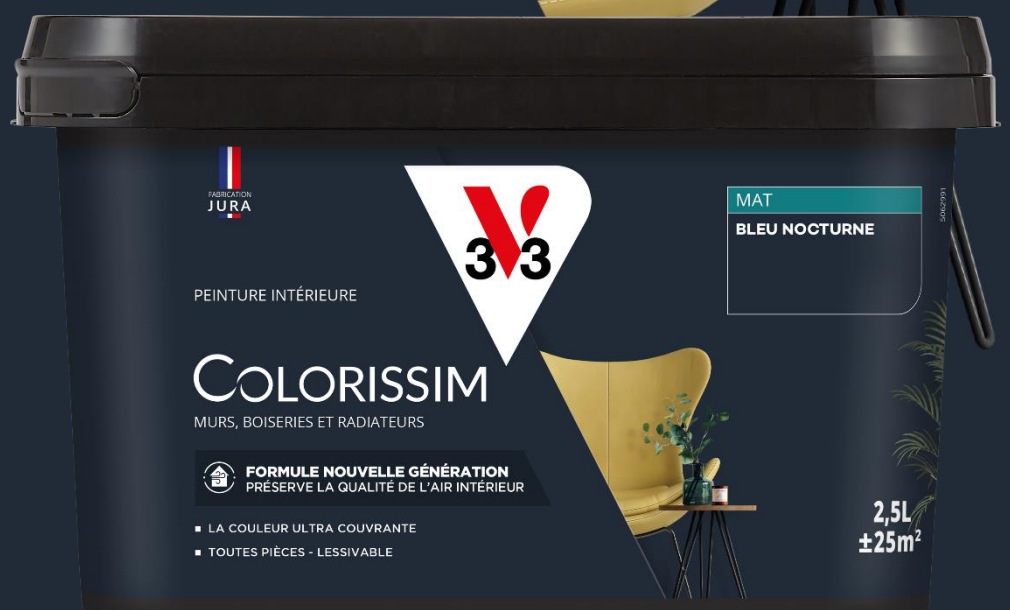 FABRICATION
JURA
V33
MAT
BLEU NOCTURNE
5062991
PEINTURE INTÉRIEURE
COLORISSIM
MURS, BOISERIES ET RADIATEURS
FORMULE NOUVELLE GÉNÉRATION
PRÉSERVE LA QUALITÉ DE L'AIR INTÉRIEUR
▪ LA COULEUR ULTRA COUVRANTE
▪ TOUTES PIÈCES - LESSIVABLE
2,5L
±25m²